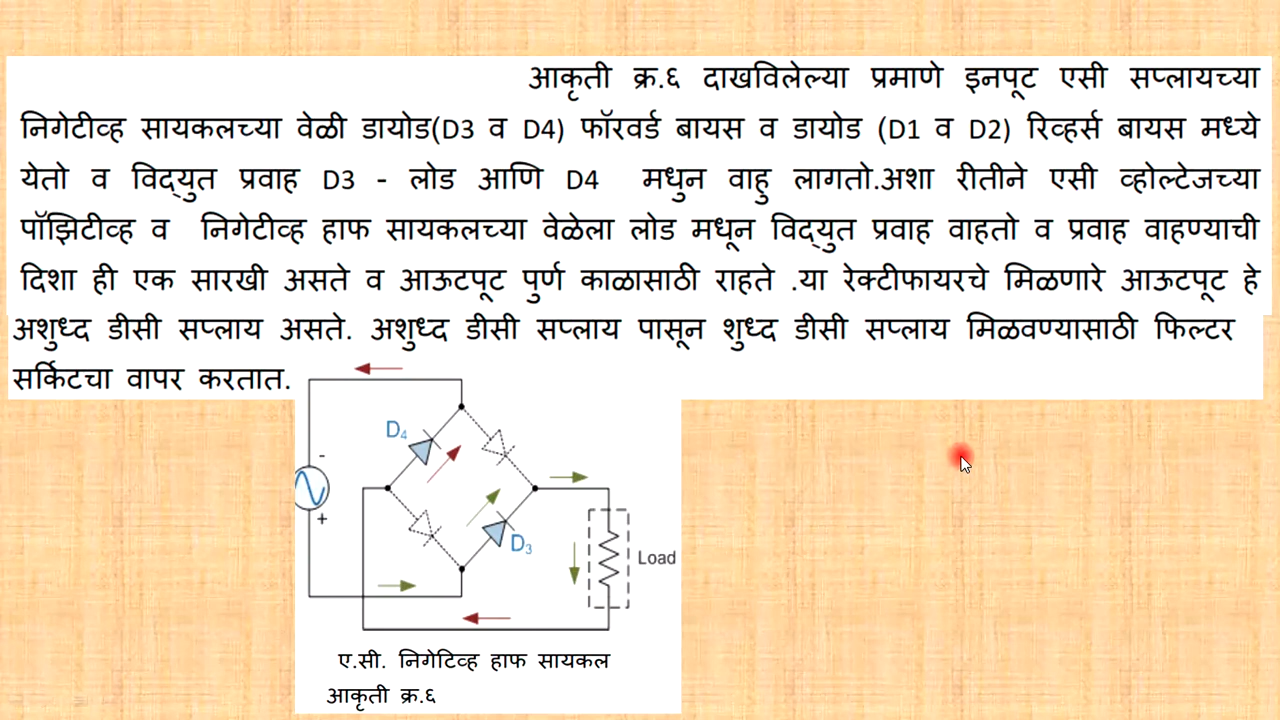 आकृती क्र.६ दाखविलेल्या प्रमाणे इनपूट एसी सप्लायच्या
निगेटीव्ह सायकलच्या वेळी डायोड(D3 व D4) फॉरवर्ड बायस व डायोड (D1 व D2) रिव्हर्स बायस मध्ये
येतो व विद्‌युत प्रवाह D3 - लोड आणि D4 मधुन वाहु लागतो.अशा रीतीने एसी व्होल्टेजच्या
पॉझिटीव्ह व निगेटीव्ह हाफ सायकलच्या वेळेला लोड मधून विद्‌युत प्रवाह वाहतो व प्रवाह वाहण्याची
दिशा ही एक सारखी असते व आऊटपूट पुर्ण काळासाठी राहते .या रेक्टीफायरचे मिळणारे आऊटपूट हे
अशुध्द डीसी सप्लाय असते. अशुध्द डीसी सप्लाय पासून शुध्द डीसी सप्लाय मिळवण्यासाठी फिल्टर
सर्किटचा वापर करतात.
D4
-
+
D3
Load
ए.सी. निगेटिव्ह हाफ सायकल
आकृती क्र.६